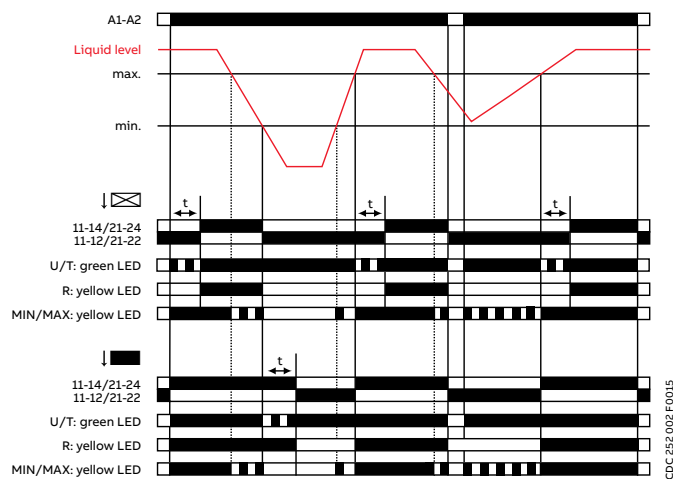 A1-A2
Liquid level
max.
min.
t
t
t
11-14/21-24
11-12/21-22
U/T: green LED
R: yellow LED
MIN/MAX: yellow LED
t
11-14/21-24
11-12/21-22
U/T: green LED
R: yellow LED
MIN/MAX: yellow LED
CDC 252 002 F0015